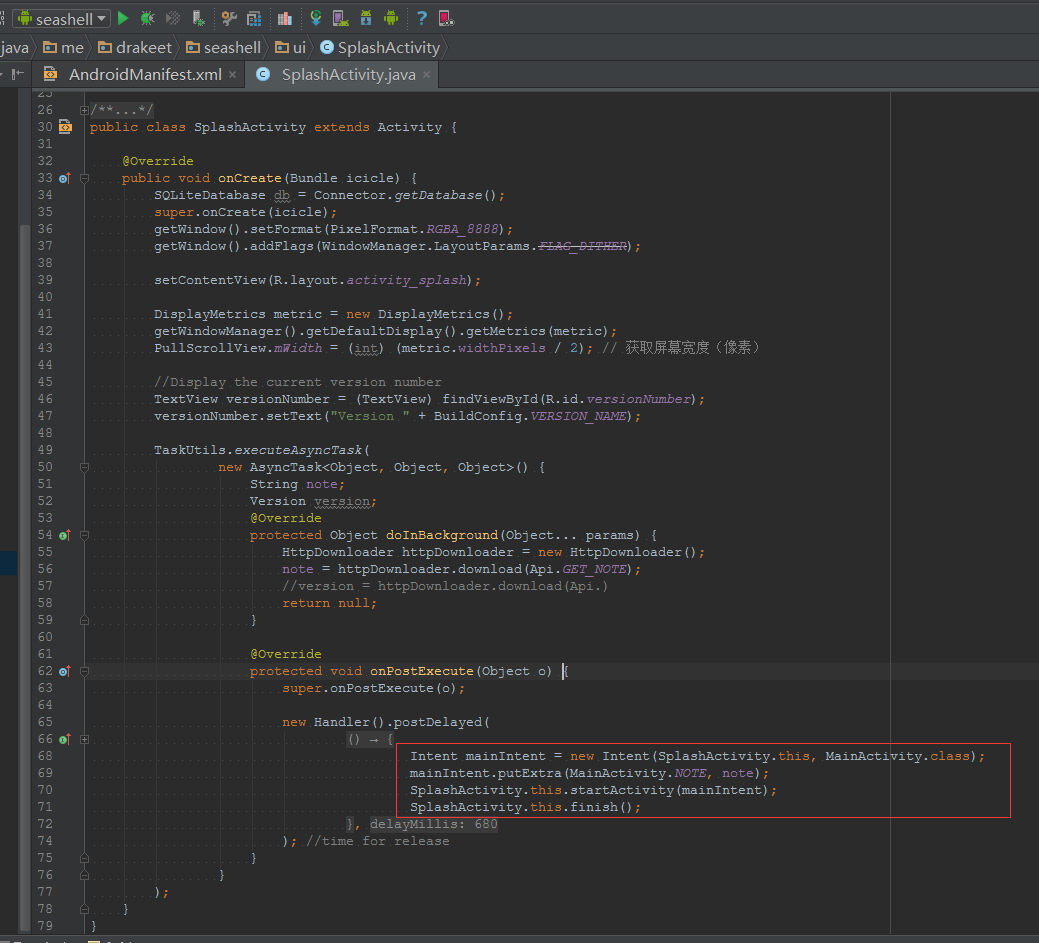 seashell
java me drakeet seashell ui SplashActivity
AndroidManifest.xml SplashActivity.java
25
26 /**...*/
30 public class SplashActivity extends Activity {
31
32 @Override
33 public void onCreate(Bundle icicle) {
34 SQLiteDatabase db = Connector.getDatabase();
35 super.onCreate(icicle);
36 getWindow().setFormat(PixelFormat.RGBA_8888);
37 getWindow().addFlags(WindowManager.LayoutParams.FLAG_DITHER);
38
39 setContentView(R.layout.activity_splash);
40
41 DisplayMetrics metric = new DisplayMetrics();
42 getWindowManager().getDefaultDisplay().getMetrics(metric);
43 PullScrollView.mWidth = (int) (metric.widthPixels / 2); // 获取屏幕宽度（像素）
44
45 //Display the current version number
46 TextView versionNumber = (TextView) findViewById(R.id.versionNumber);
47 versionNumber.setText("Version " + BuildConfig.VERSION_NAME);
48
49 TaskUtils.executeAsyncTask(
50 new AsyncTask<Object, Object, Object>() {
51 String note;
52 Version version;
53 @Override
54 protected Object doInBackground(Object... params) {
55 HttpDownloader httpDownloader = new HttpDownloader();
56 note = httpDownloader.download(Api.GET_NOTE);
57 //version = httpDownloader.download(Api.)
58 return null;
59 }
60
61 @Override
62 protected void onPostExecute(Object o) {
63 super.onPostExecute(o);
64
65 new Handler().postDelayed(
66 () → {
68 Intent mainIntent = new Intent(SplashActivity.this, MainActivity.class);
69 mainIntent.putExtra(MainActivity.NOTE, note);
70 SplashActivity.this.startActivity(mainIntent);
71 SplashActivity.this.finish();
72 }, delayMillis: 680
74 ); //time for release
75 }
76 }
77 );
78 }
79 }